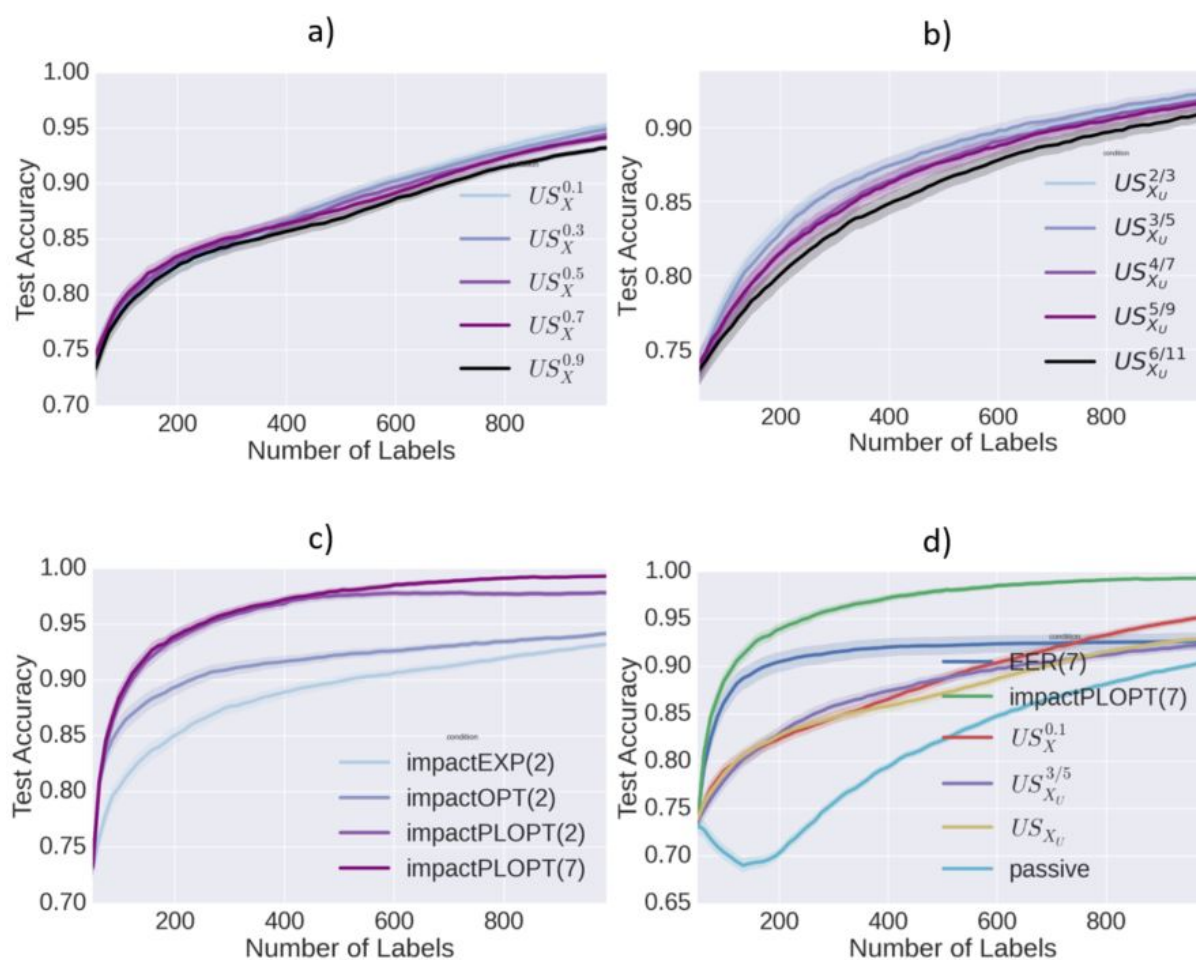 a)
1.00
0.95
0.90
0.85
0.80
0.75
0.70
Test Accuracy
condition
US_X^0.1
US_X^0.3
US_X^0.5
US_X^0.7
US_X^0.9
200 400 600 800
Number of Labels
b)
0.90
0.85
0.80
0.75
Test Accuracy
condition
US_{X_U}^{2/3}
US_{X_U}^{3/5}
US_{X_U}^{4/7}
US_{X_U}^{5/9}
US_{X_U}^{6/11}
200 400 600 800
Number of Labels
c)
1.00
0.95
0.90
0.85
0.80
0.75
0.70
Test Accuracy
condition
impactEXP(2)
impactOPT(2)
impactPLOPT(2)
impactPLOPT(7)
200 400 600 800
Number of Labels
d)
1.00
0.95
0.90
0.85
0.80
0.75
0.70
0.65
Test Accuracy
condition
EER(7)
impactPLOPT(7)
US_X^0.1
US_{X_U}^{3/5}
US_{X_U}
passive
200 400 600 800
Number of Labels